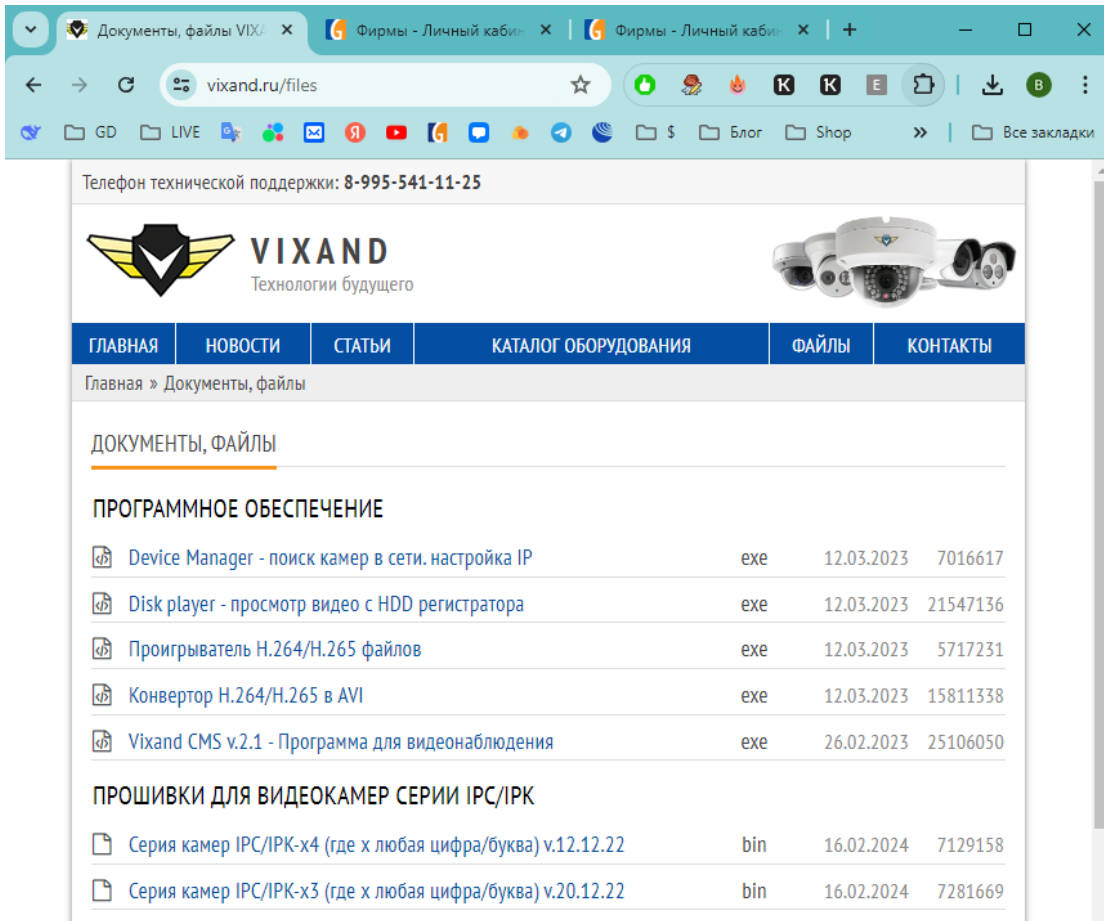 Документы, файлы VIXA
Фирмы - Личный кабин
Фирмы - Личный кабин
vixand.ru/files
K
K
E
B
GD
LIVE
Я
$
Блог
Shop
»
Все закладки
Телефон технической поддержки: 8-995-541-11-25
VIXAND
Технологии будущего
ГЛАВНАЯ НОВОСТИ СТАТЬИ КАТАЛОГ ОБОРУДОВАНИЯ ФАЙЛЫ КОНТАКТЫ
Главная » Документы, файлы
ДОКУМЕНТЫ, ФАЙЛЫ
ПРОГРАММНОЕ ОБЕСПЕЧЕНИЕ
Device Manager - поиск камер в сети. настройка IP exe 12.03.2023 7016617
Disk player - просмотр видео с HDD регистратора exe 12.03.2023 21547136
Проигрыватель H.264/H.265 файлов exe 12.03.2023 5717231
Конвертор H.264/H.265 в AVI exe 12.03.2023 15811338
Vixand CMS v.2.1 - Программа для видеонаблюдения exe 26.02.2023 25106050
ПРОШИВКИ ДЛЯ ВИДЕОКАМЕР СЕРИИ IPC/IPK
Серия камер IPC/IPK-x4 (где x любая цифра/буква) v.12.12.22 bin 16.02.2024 7129158
Серия камер IPC/IPK-x3 (где x любая цифра/буква) v.20.12.22 bin 16.02.2024 7281669